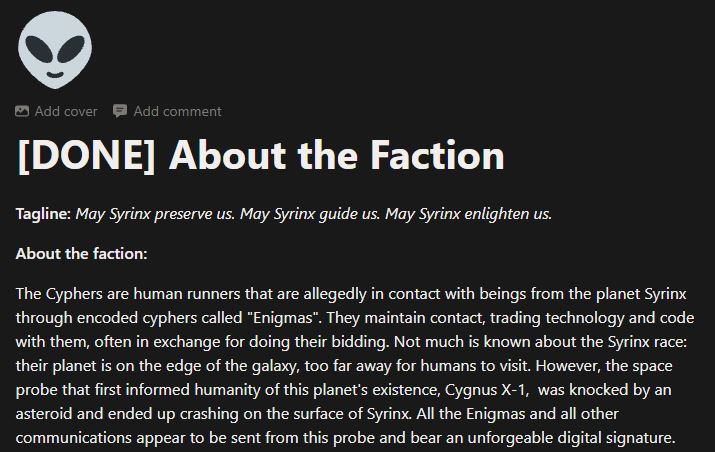 Add cover Add comment
[DONE] About the Faction
Tagline: May Syrinx preserve us. May Syrinx guide us. May Syrinx enlighten us.
About the faction:
The Cyphers are human runners that are allegedly in contact with beings from the planet Syrinx
through encoded cyphers called "Enigmas". They maintain contact, trading technology and code
with them, often in exchange for doing their bidding. Not much is known about the Syrinx race:
their planet is on the edge of the galaxy, too far away for humans to visit. However, the space
probe that first informed humanity of this planet's existence, Cygnus X-1,  was knocked by an
asteroid and ended up crashing on the surface of Syrinx. All the Enigmas and all other
communications appear to be sent from this probe and bear an unforgeable digital signature.